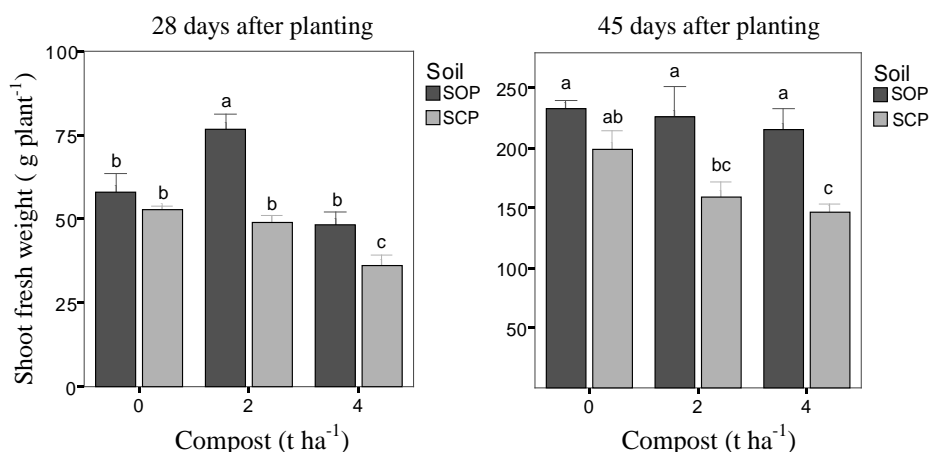 28 days after planting
Shoot fresh weight ( g plant⁻¹)
100
75
50
25
0
b
b
a
b
b
c
Soil
SOP
SCP
0
2
4
Compost (t ha⁻¹)
45 days after planting
250
200
150
200
50
a
ab
a
bc
a
c
Soil
SOP
SCP
0
2
4
Compost (t ha⁻¹)